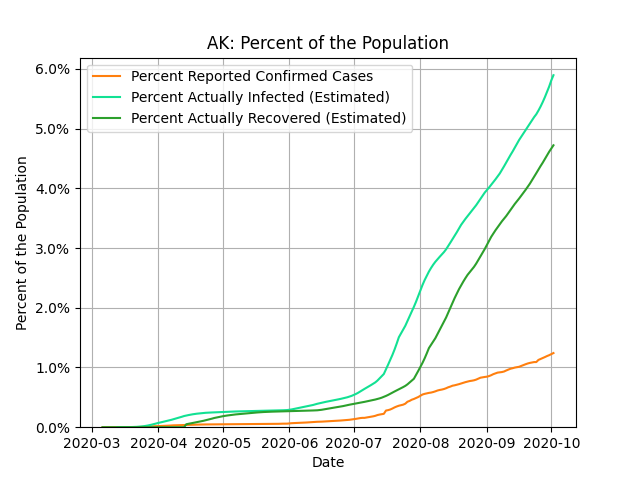 AK: Percent of the Population
Percent Reported Confirmed Cases
Percent Actually Infected (Estimated)
Percent Actually Recovered (Estimated)
Percent of the Population
6.0%
5.0%
4.0%
3.0%
2.0%
1.0%
0.0%
2020-03 2020-04 2020-05 2020-06 2020-07 2020-08 2020-09 2020-10
Date